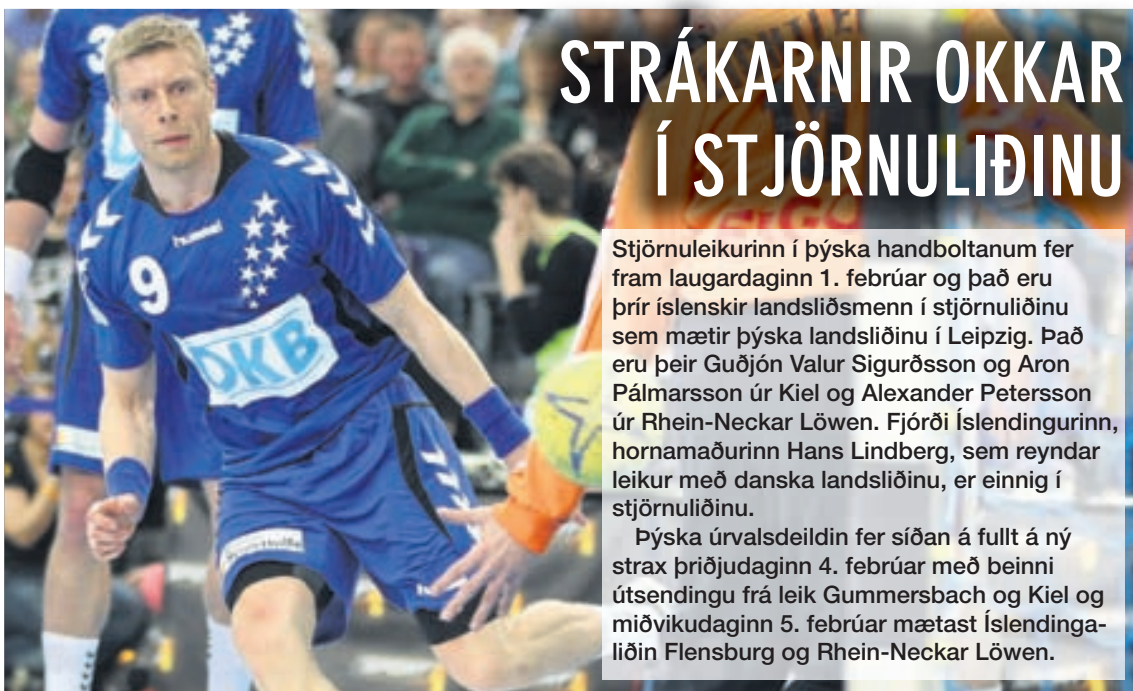 STRÁKARNIR OKKAR
Í STJÖRNULIÐINU
Stjörnuleikurinn í þýska handboltanum fer
fram laugardaginn 1. febrúar og það eru
þrír íslenskir landsliðsmenn í stjörnuliðinu
sem mætir þýska landsliðinu í Leipzig. Það
eru þeir Guðjón Valur Sigurðsson og Aron
Pálmarsson úr Kiel og Alexander Petersson
úr Rhein-Neckar Löwen. Fjórði Íslendingurinn,
hornamaðurinn Hans Lindberg, sem reyndar
leikur með danska landsliðinu, er einnig í
stjörnuliðinu.
Þýska úrvalsdeildin fer síðan á fullt á ný
strax þriðjudaginn 4. febrúar með beinni
útsendingu frá leik Gummersbach og Kiel og
miðvikudaginn 5. febrúar mætast Íslendinga-
liðin Flensburg og Rhein-Neckar Löwen.
hummel
9
DKB